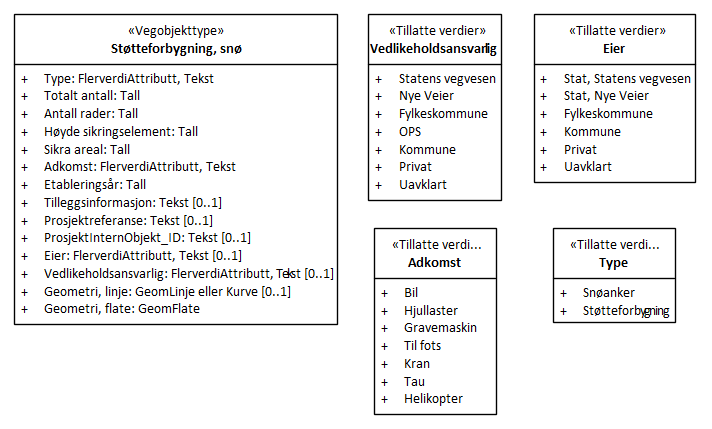 «Vegobjekttype»
Støtteforbygning, snø
+ Type: FlerverdiAttributt, Tekst
+ Totalt antall: Tall
+ Antall rader: Tall
+ Høyde sikringselement: Tall
+ Sikra areal: Tall
+ Adkomst: FlerverdiAttributt, Tekst
+ Etableringsår: Tall
+ Tilleggsinformasjon: Tekst [0..1]
+ Prosjektreferanse: Tekst [0..1]
+ ProsjektInternObjekt_ID: Tekst [0..1]
+ Eier: FlerverdiAttributt, Tekst [0..1]
+ Vedlikeholdsansvarlig: FlerverdiAttributt, Tekst [0..1]
+ Geometri, linje: GeomLinje eller Kurve [0..1]
+ Geometri, flate: GeomFlate
«Tillatte verdier»
Vedlikeholdsansvarlig
+ Statens vegvesen
+ Nye Veier
+ Fylkeskommune
+ OPS
+ Kommune
+ Privat
+ Uavklart
«Tillatte verdier»
Eier
+ Stat, Statens vegvesen
+ Stat, Nye Veier
+ Fylkeskommune
+ Kommune
+ Privat
+ Uavklart
«Tillatte verdi...
Adkomst
+ Bil
+ Hjullaster
+ Gravemaskin
+ Til fots
+ Kran
+ Tau
+ Helikopter
«Tillatte verdi...
Type
+ Snøanker
+ Støtteforbygning